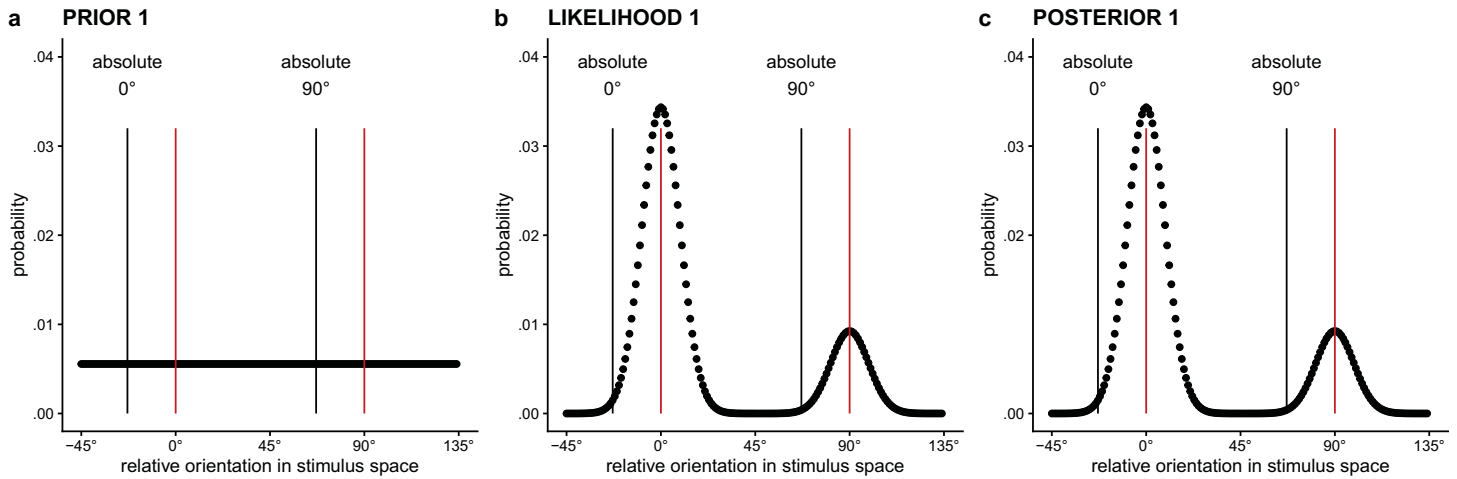 a PRIOR 1
.04
.03
.02
.01
.00
probability
absolute
0°
absolute
90°
−45°
0°
45°
90°
135°
relative orientation in stimulus space
b LIKELIHOOD 1
.04
.03
.02
.01
.00
probability
absolute
0°
absolute
90°
−45°
0°
45°
90°
135°
relative orientation in stimulus space
c POSTERIOR 1
.04
.03
.02
.00
probability
absolute
0°
absolute
90°
−45°
0°
45°
90°
135°
relative orientation in stimulus space